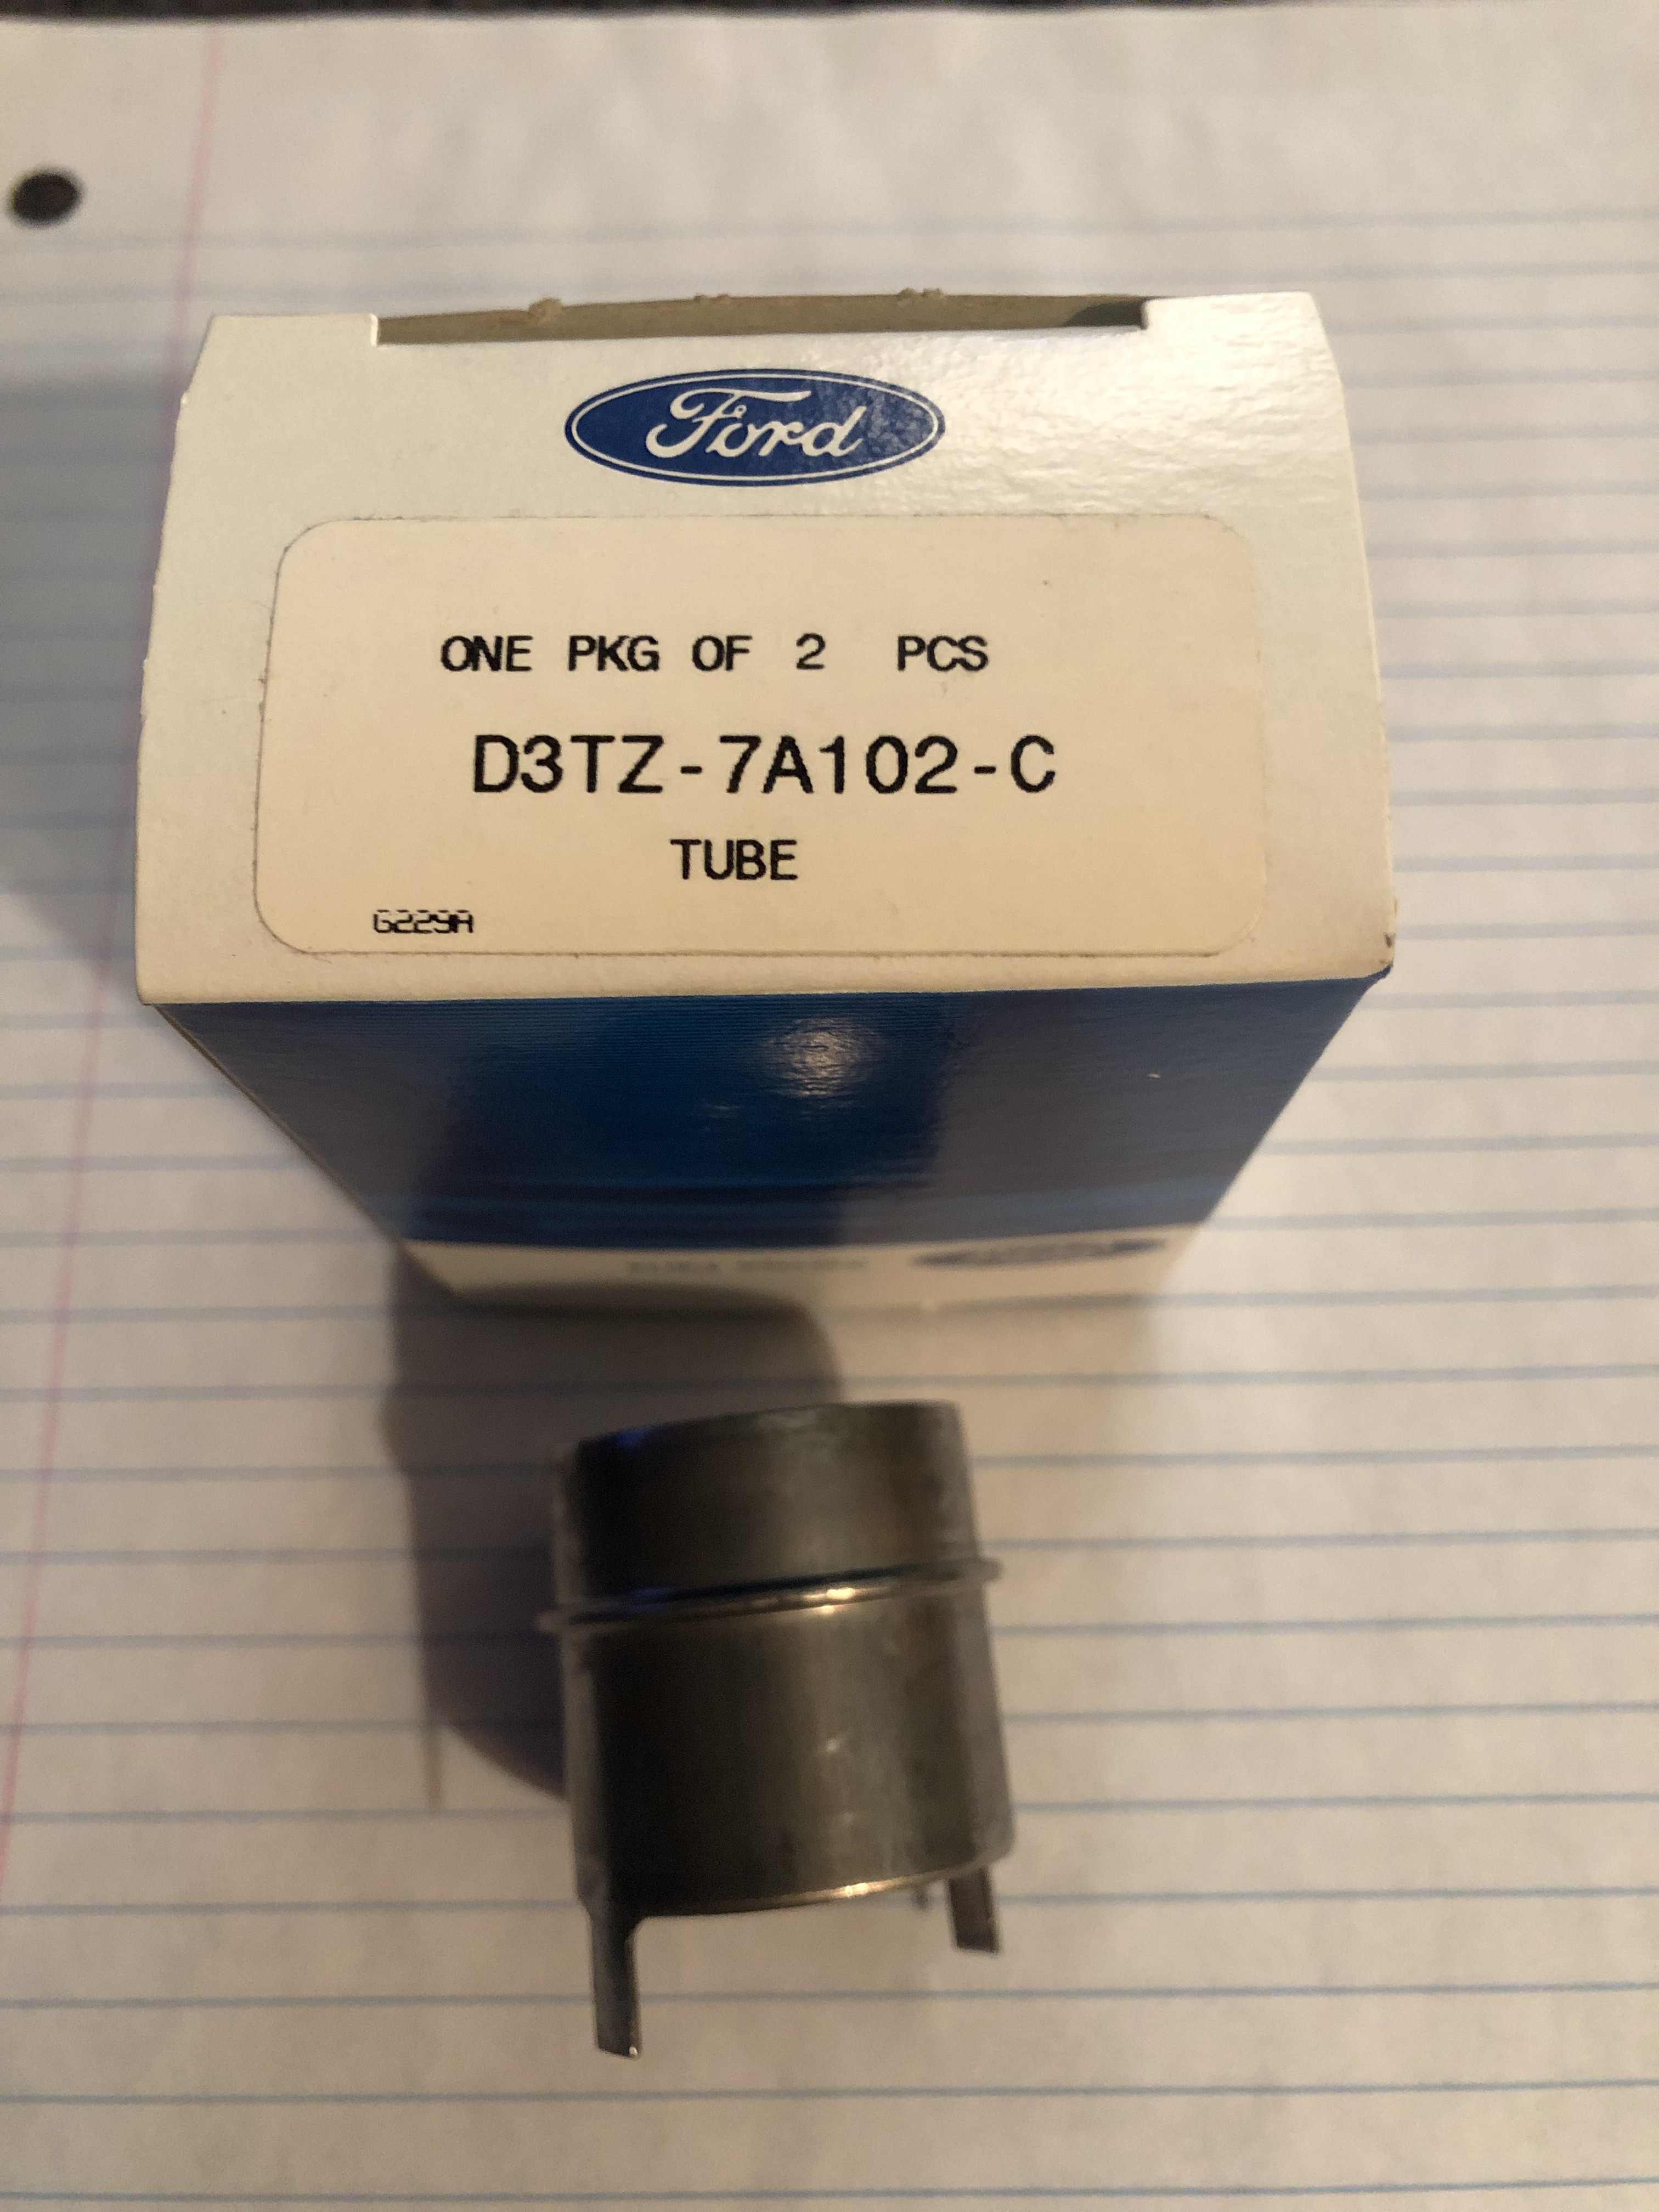 Ford
ONE PKG OF 2 PCS
D3TZ-7A102-C
TUBE
G229A